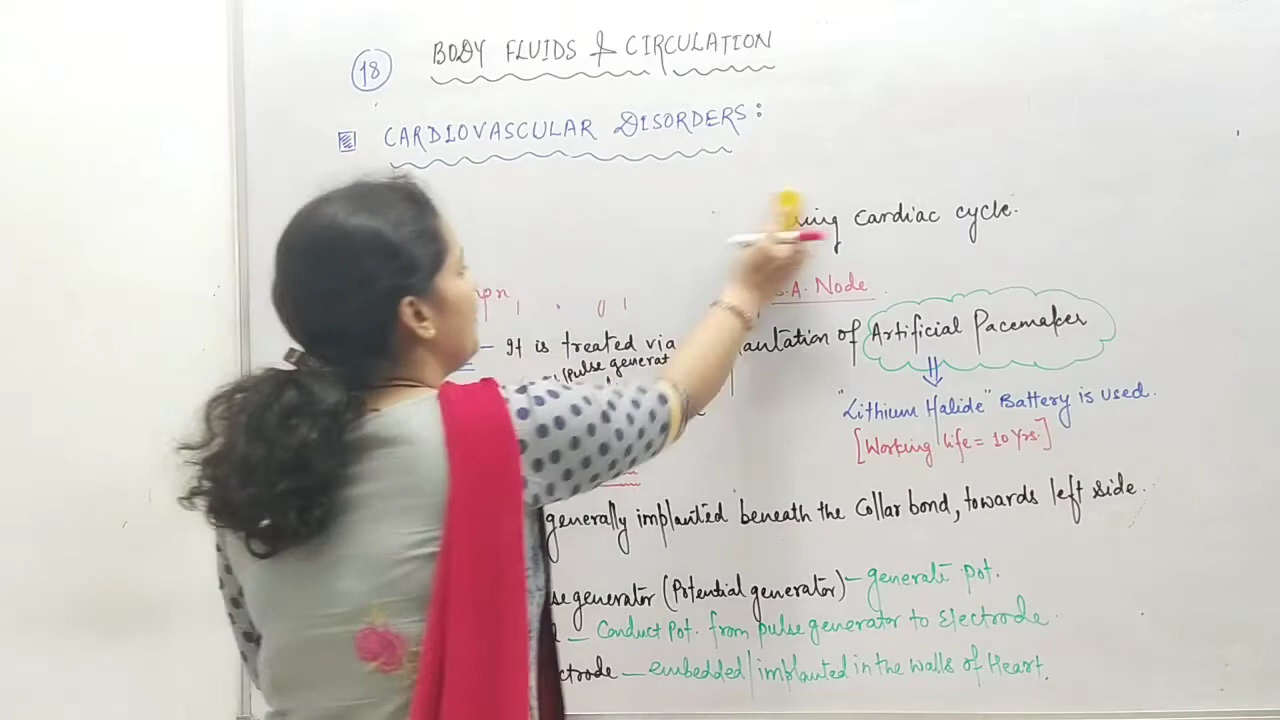 18 BODY FLUIDS & CIRCULATION
CARDIOVASCULAR DISORDERS:
cardiac cycle.
S.A. Node
- It is treated via of Artificial Pacemaker
(Pulse generat
"Lithium Halide" Battery is used.
[Working life = 10 Yrs.]
generally implanted beneath the Collar bond, towards left side.
se generator (Potential generator) - generate pot.
- Conduct Pot. from pulse generator to Electrode.
ctrode - embedded/implanted in the walls of Heart.